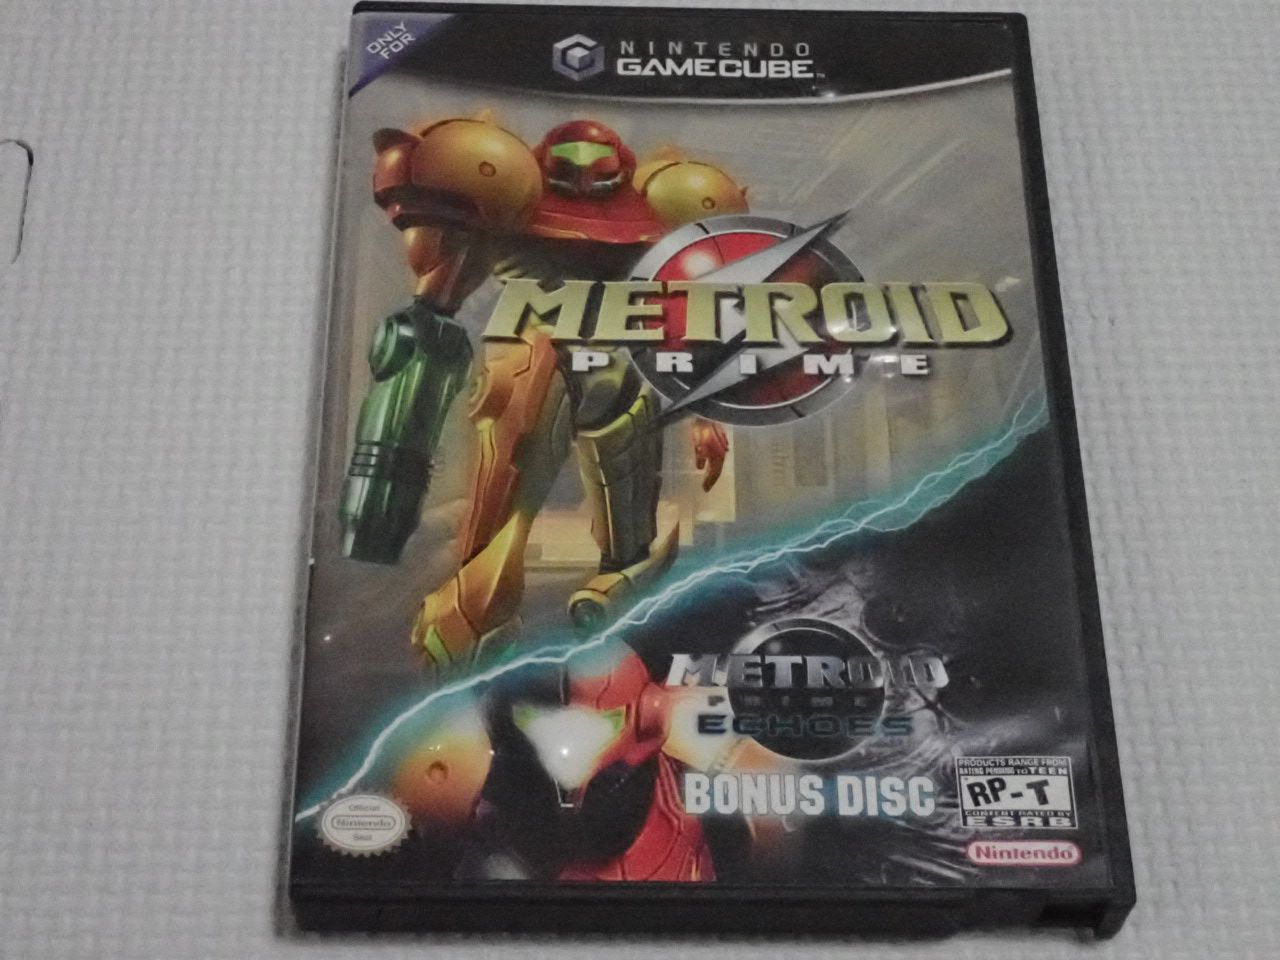 ONLY
FOR
NINTENDO
GAMECUBE™
METROID
PRIME
METROID
PRIME
ECHOES
BONUS DISC
PRODUCTS RANGE FROM
RATING PENDING TO TEEN
RP-T
CONTENT RATED BY
ESRB
Official
Nintendo
Seal
Nintendo